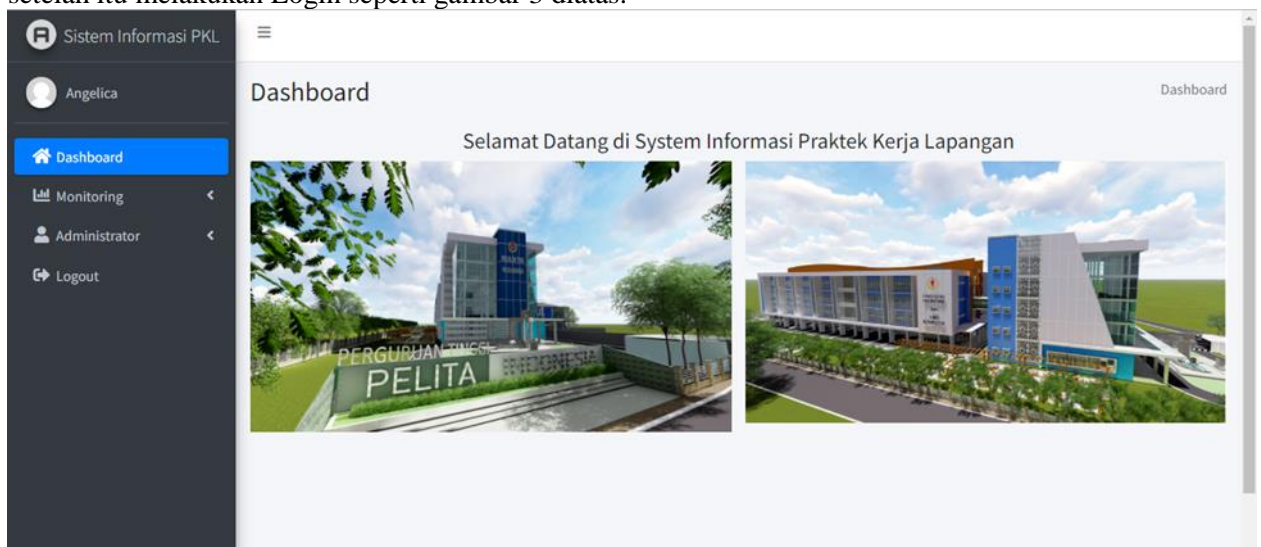 setelah itu melakukan Login seperti gambar 3 diatas.
Sistem Informasi PKL
Angelica
Dashboard
Monitoring
Administrator
Logout
Dashboard
Dashboard
Selamat Datang di System Informasi Praktek Kerja Lapangan
PERGURUAN TINGGI
PELITA INDONESIA